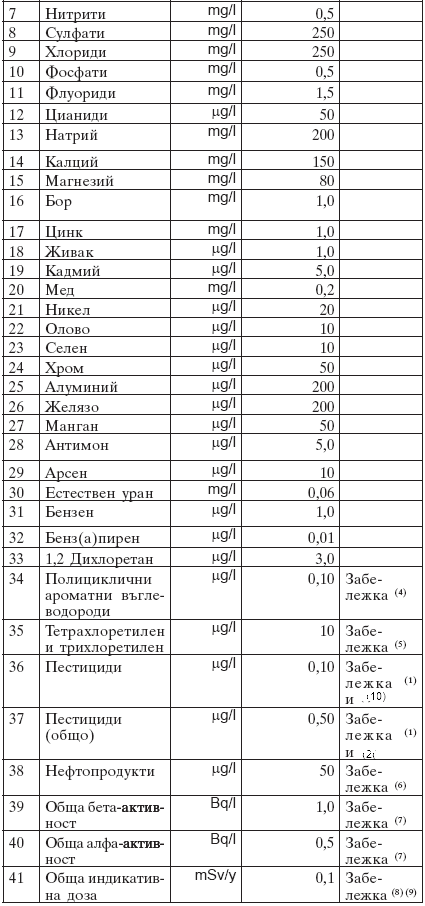 7 Нитрити mg/l 0,5
8 Сулфати mg/l 250
9 Хлориди mg/l 250
10 Фосфати mg/l 0,5
11 Флуориди mg/l 1,5
12 Цианиди µg/l 50
13 Натрий mg/l 200
14 Калций mg/l 150
15 Магнезий mg/l 80
16 Бор mg/l 1,0
17 Цинк mg/l 1,0
18 Живак µg/l 1,0
19 Кадмий µg/l 5,0
20 Мед mg/l 0,2
21 Никел µg/l 20
22 Олово µg/l 10
23 Селен µg/l 10
24 Хром µg/l 50
25 Алуминий µg/l 200
26 Желязо µg/l 200
27 Манган µg/l 50
28 Антимон µg/l 5,0
29 Арсен µg/l 10
30 Естествен уран mg/l 0,06
31 Бензен µg/l 1,0
32 Бенз(а)пирен µg/l 0,01
33 1,2 Дихлоретан µg/l 3,0
34 Полициклични µg/l 0,10 Забе-
ароматни въгле- лежка (4)
водороди
35 Тетрахлоретилен µg/l 10 Забе-
и трихлоретилен лежка (5)
36 Пестициди µg/l 0,10 Забе-
лежка (1)
и (10)
37 Пестициди µg/l 0,50 Забе-
(общо) лежка (1)
и (2)
38 Нефтопродукти µg/l 50 Забе-
лежка (6)
39 Обща бета-актив- Bq/l 1,0 Забе-
ност лежка (7)
40 Обща алфа-актив- Bq/l 0,5 Забе-
ност лежка (7)
41 Обща индикатив- mSv/y 0,1 Забе-
на доза лежка (8) (9)